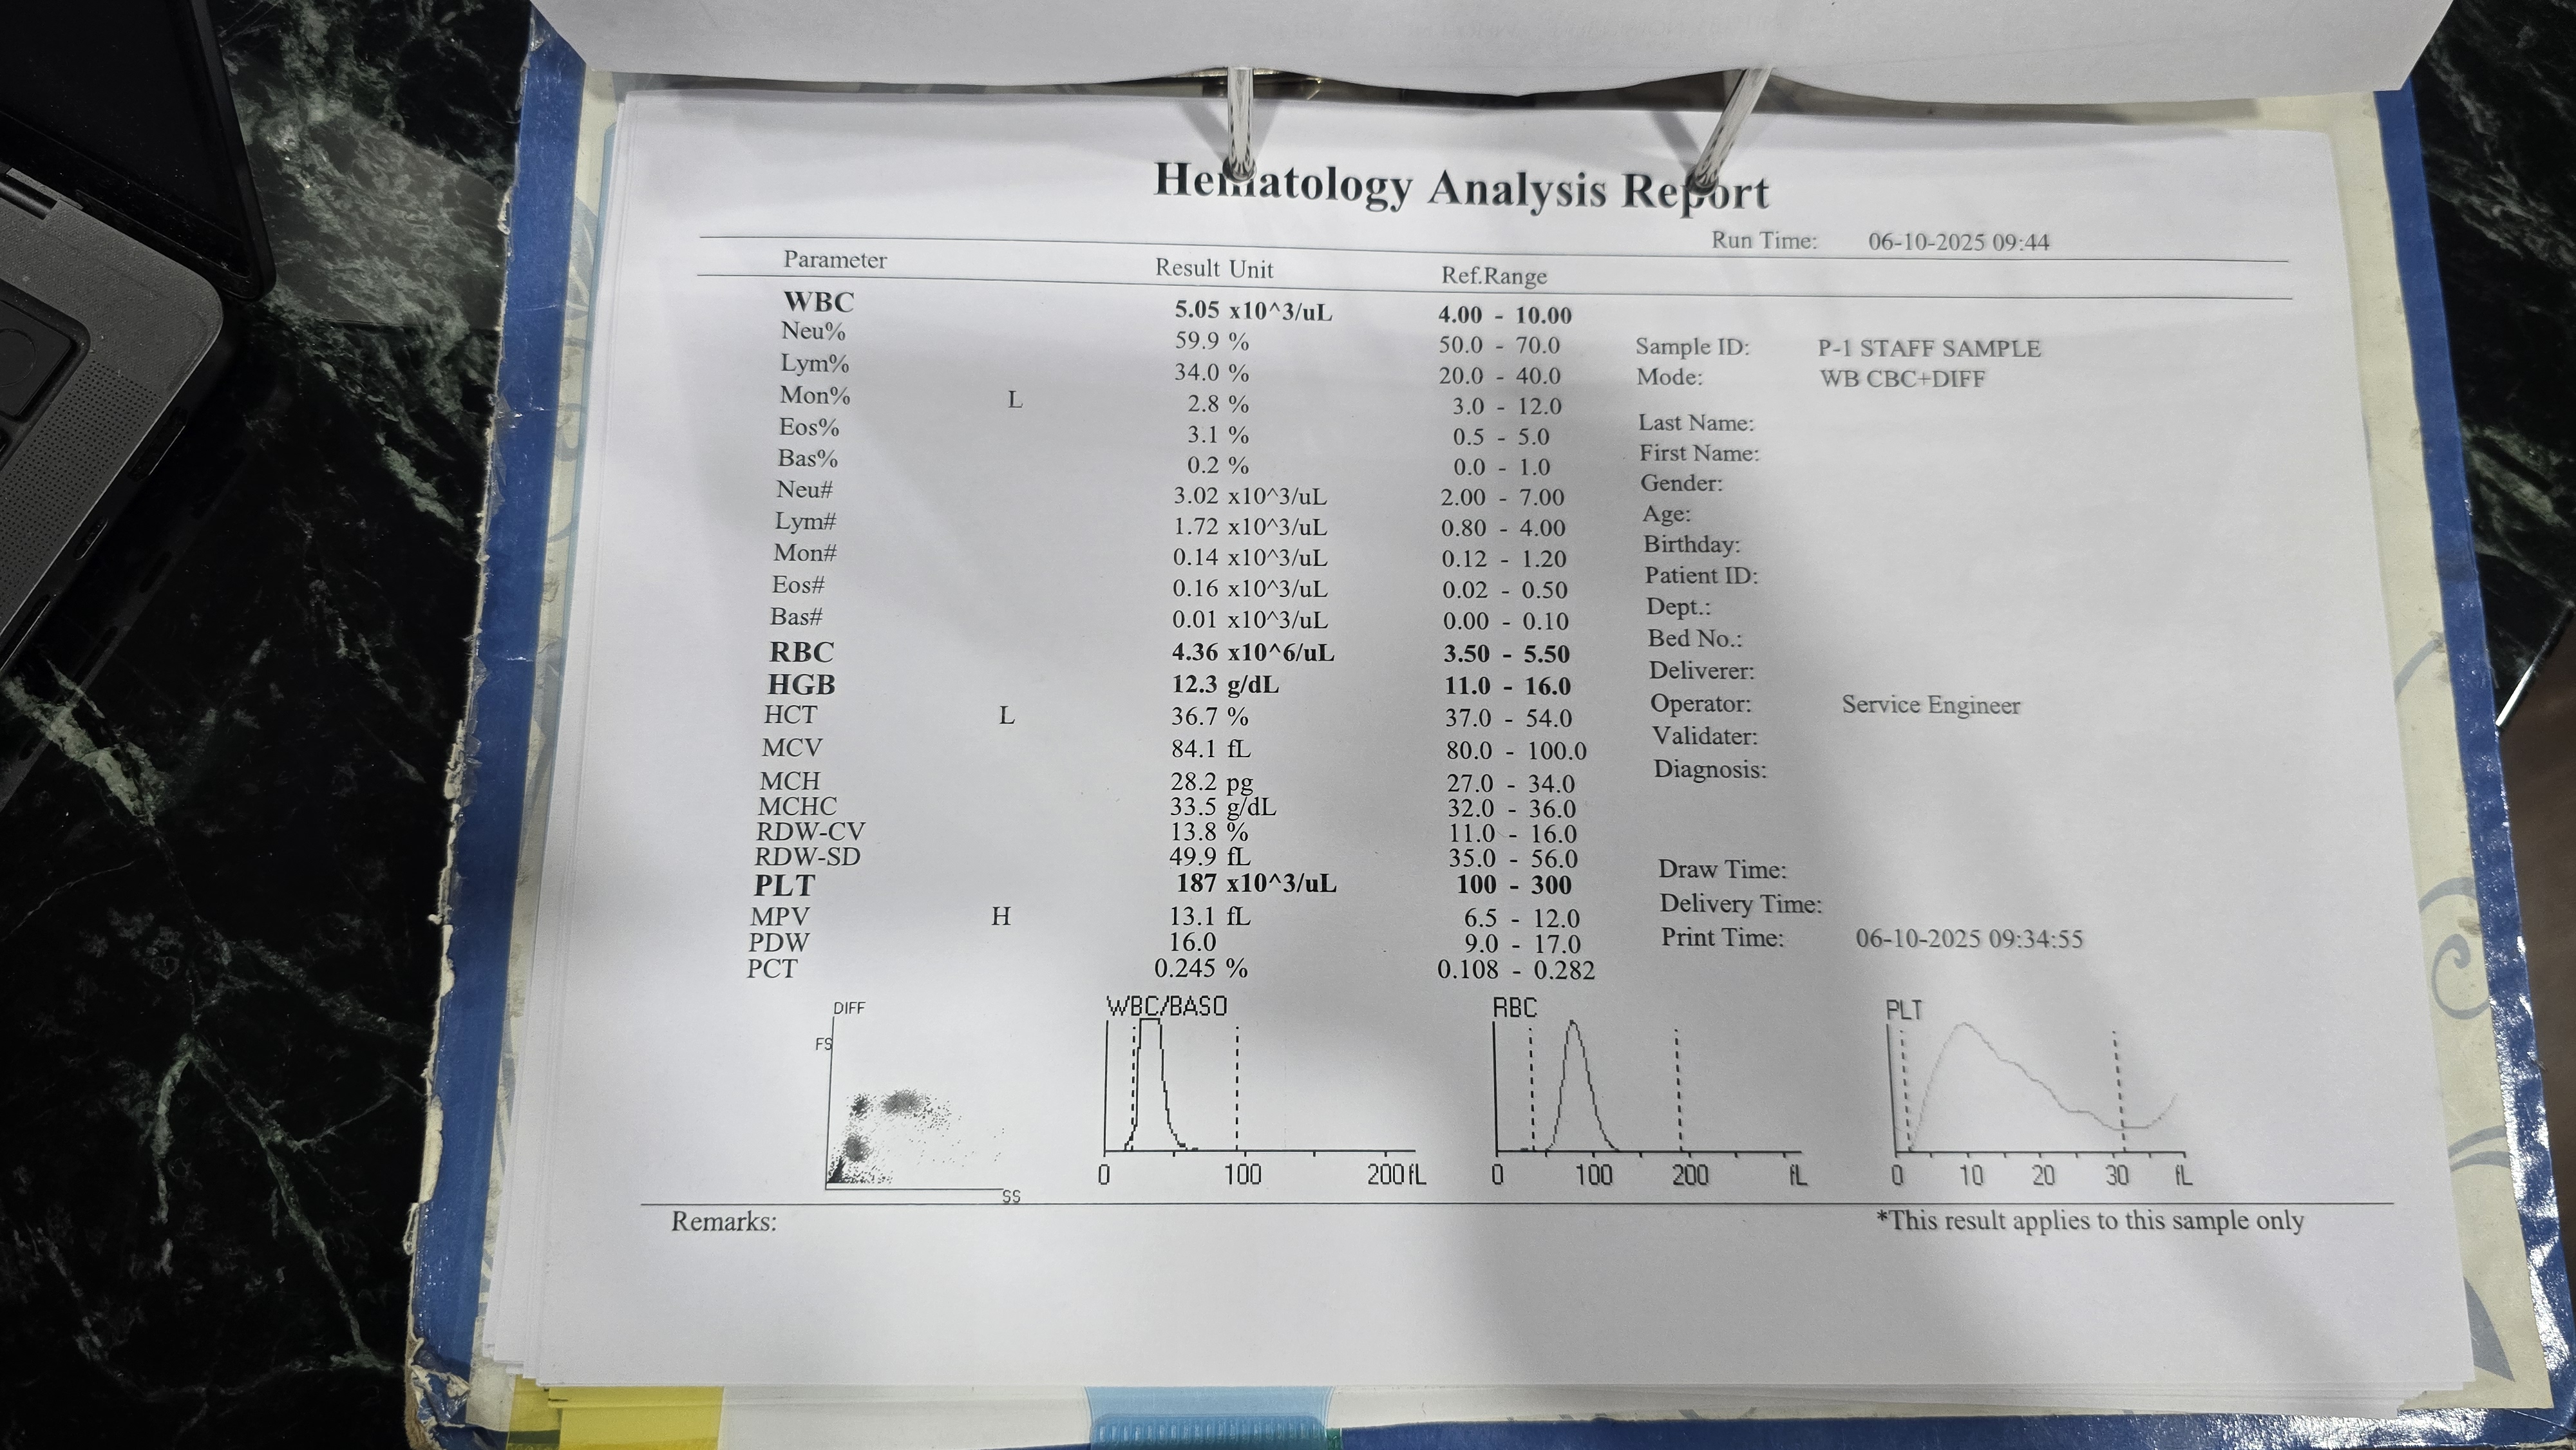 Hematology Analysis Report
Run Time: 06-10-2025 09:44
Parameter Result Unit Ref.Range
WBC 5.05 x10^3/uL 4.00 - 10.00 Sample ID: P-1 STAFF SAMPLE
Neu% 59.9 % 50.0 - 70.0 Mode: WB CBC+DIFF
Lym% 34.0 % 20.0 - 40.0
Mon% L 2.8 % 3.0 - 12.0 Last Name:
Eos% 3.1 % 0.5 - 5.0 First Name:
Bas% 0.2 % 0.0 - 1.0 Gender:
Neu# 3.02 x10^3/uL 2.00 - 7.00 Age:
Lym# 1.72 x10^3/uL 0.80 - 4.00 Birthday:
Mon# 0.14 x10^3/uL 0.12 - 1.20 Patient ID:
Eos# 0.16 x10^3/uL 0.02 - 0.50 Dept.:
Bas# 0.01 x10^3/uL 0.00 - 0.10 Bed No.:
RBC 4.36 x10^6/uL 3.50 - 5.50 Deliverer:
HGB 12.3 g/dL 11.0 - 16.0 Operator: Service Engineer
HCT L 36.7 % 37.0 - 54.0 Validater:
MCV 84.1 fL 80.0 - 100.0 Diagnosis:
MCH 28.2 pg 27.0 - 34.0
MCHC 33.5 g/dL 32.0 - 36.0
RDW-CV 13.8 % 11.0 - 16.0
RDW-SD 49.9 fL 35.0 - 56.0 Draw Time:
PLT 187 x10^3/uL 100 - 300 Delivery Time:
MPV H 13.1 fL 6.5 - 12.0 Print Time: 06-10-2025 09:34:55
PDW 16.0 9.0 - 17.0
PCT 0.245 % 0.108 - 0.282
DIFF WBC/BASO RBC PLT
FS
SS
0 100 200fL 0 100 200 fL 0 10 20 30 fL
Remarks: *This result applies to this sample only